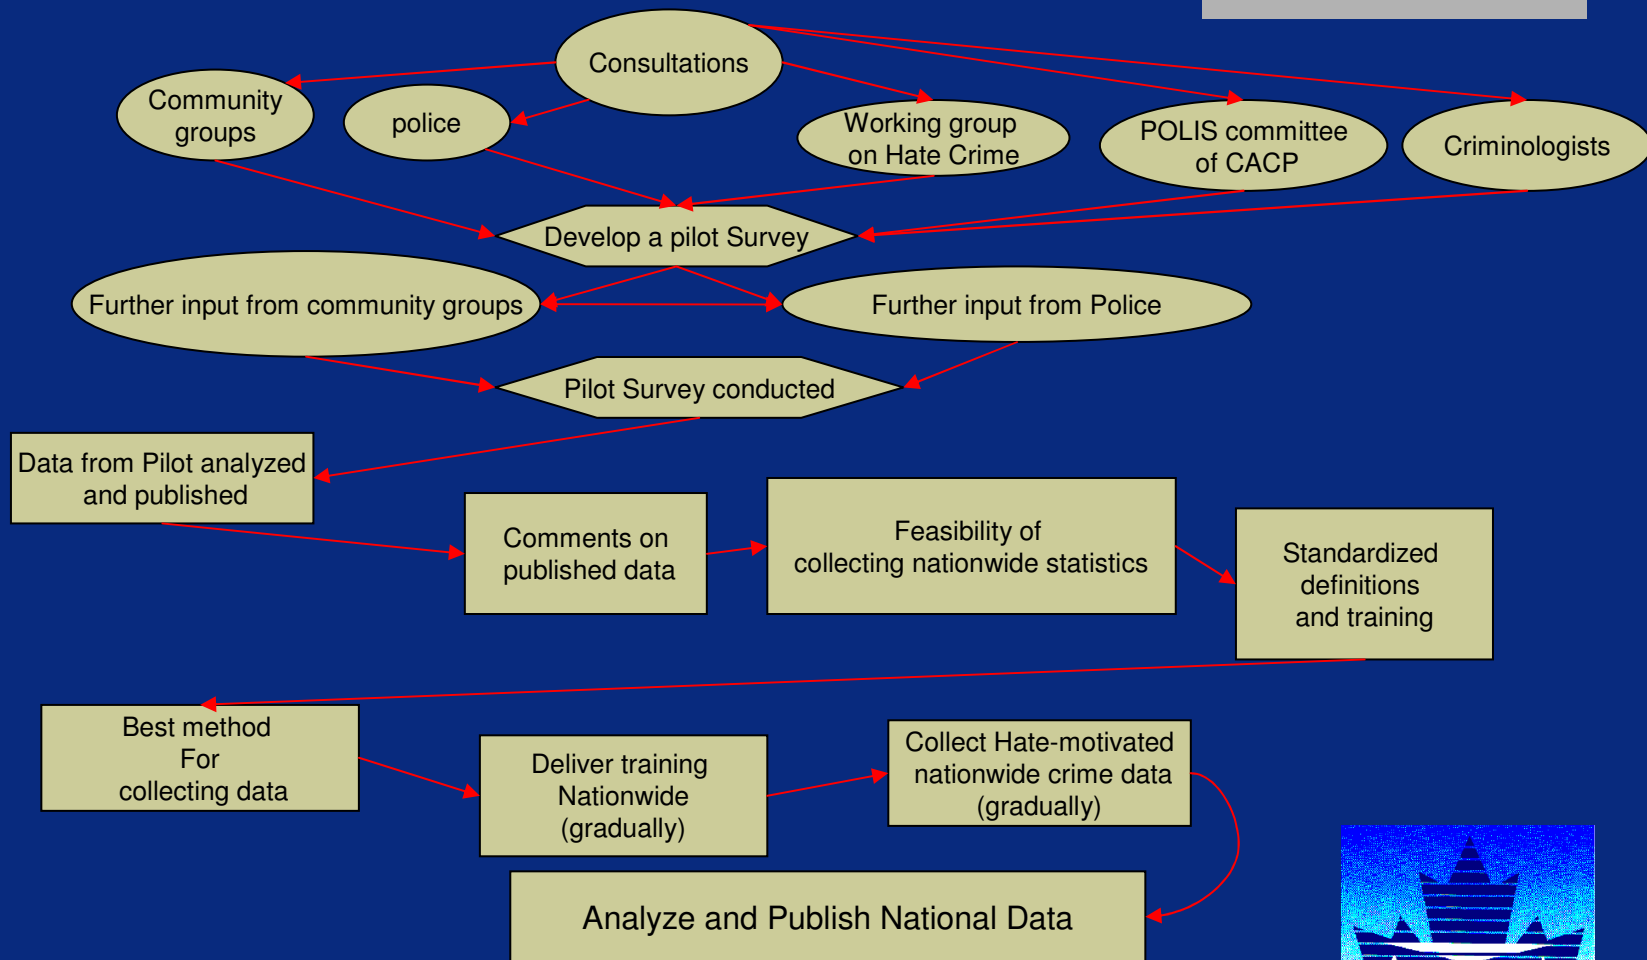 Consultations
Community
groups
police
Working group
on Hate Crime
POLIS committee
of CACP
Criminologists
Develop a pilot Survey
Further input from community groups
Further input from Police
Pilot Survey conducted
Data from Pilot analyzed
and published
Comments on
published data
Feasibility of
collecting nationwide statistics
Standardized
definitions
and training
Best method
For
collecting data
Deliver training
Nationwide
(gradually)
Collect Hate-motivated
nationwide crime data
(gradually)
Analyze and Publish National Data